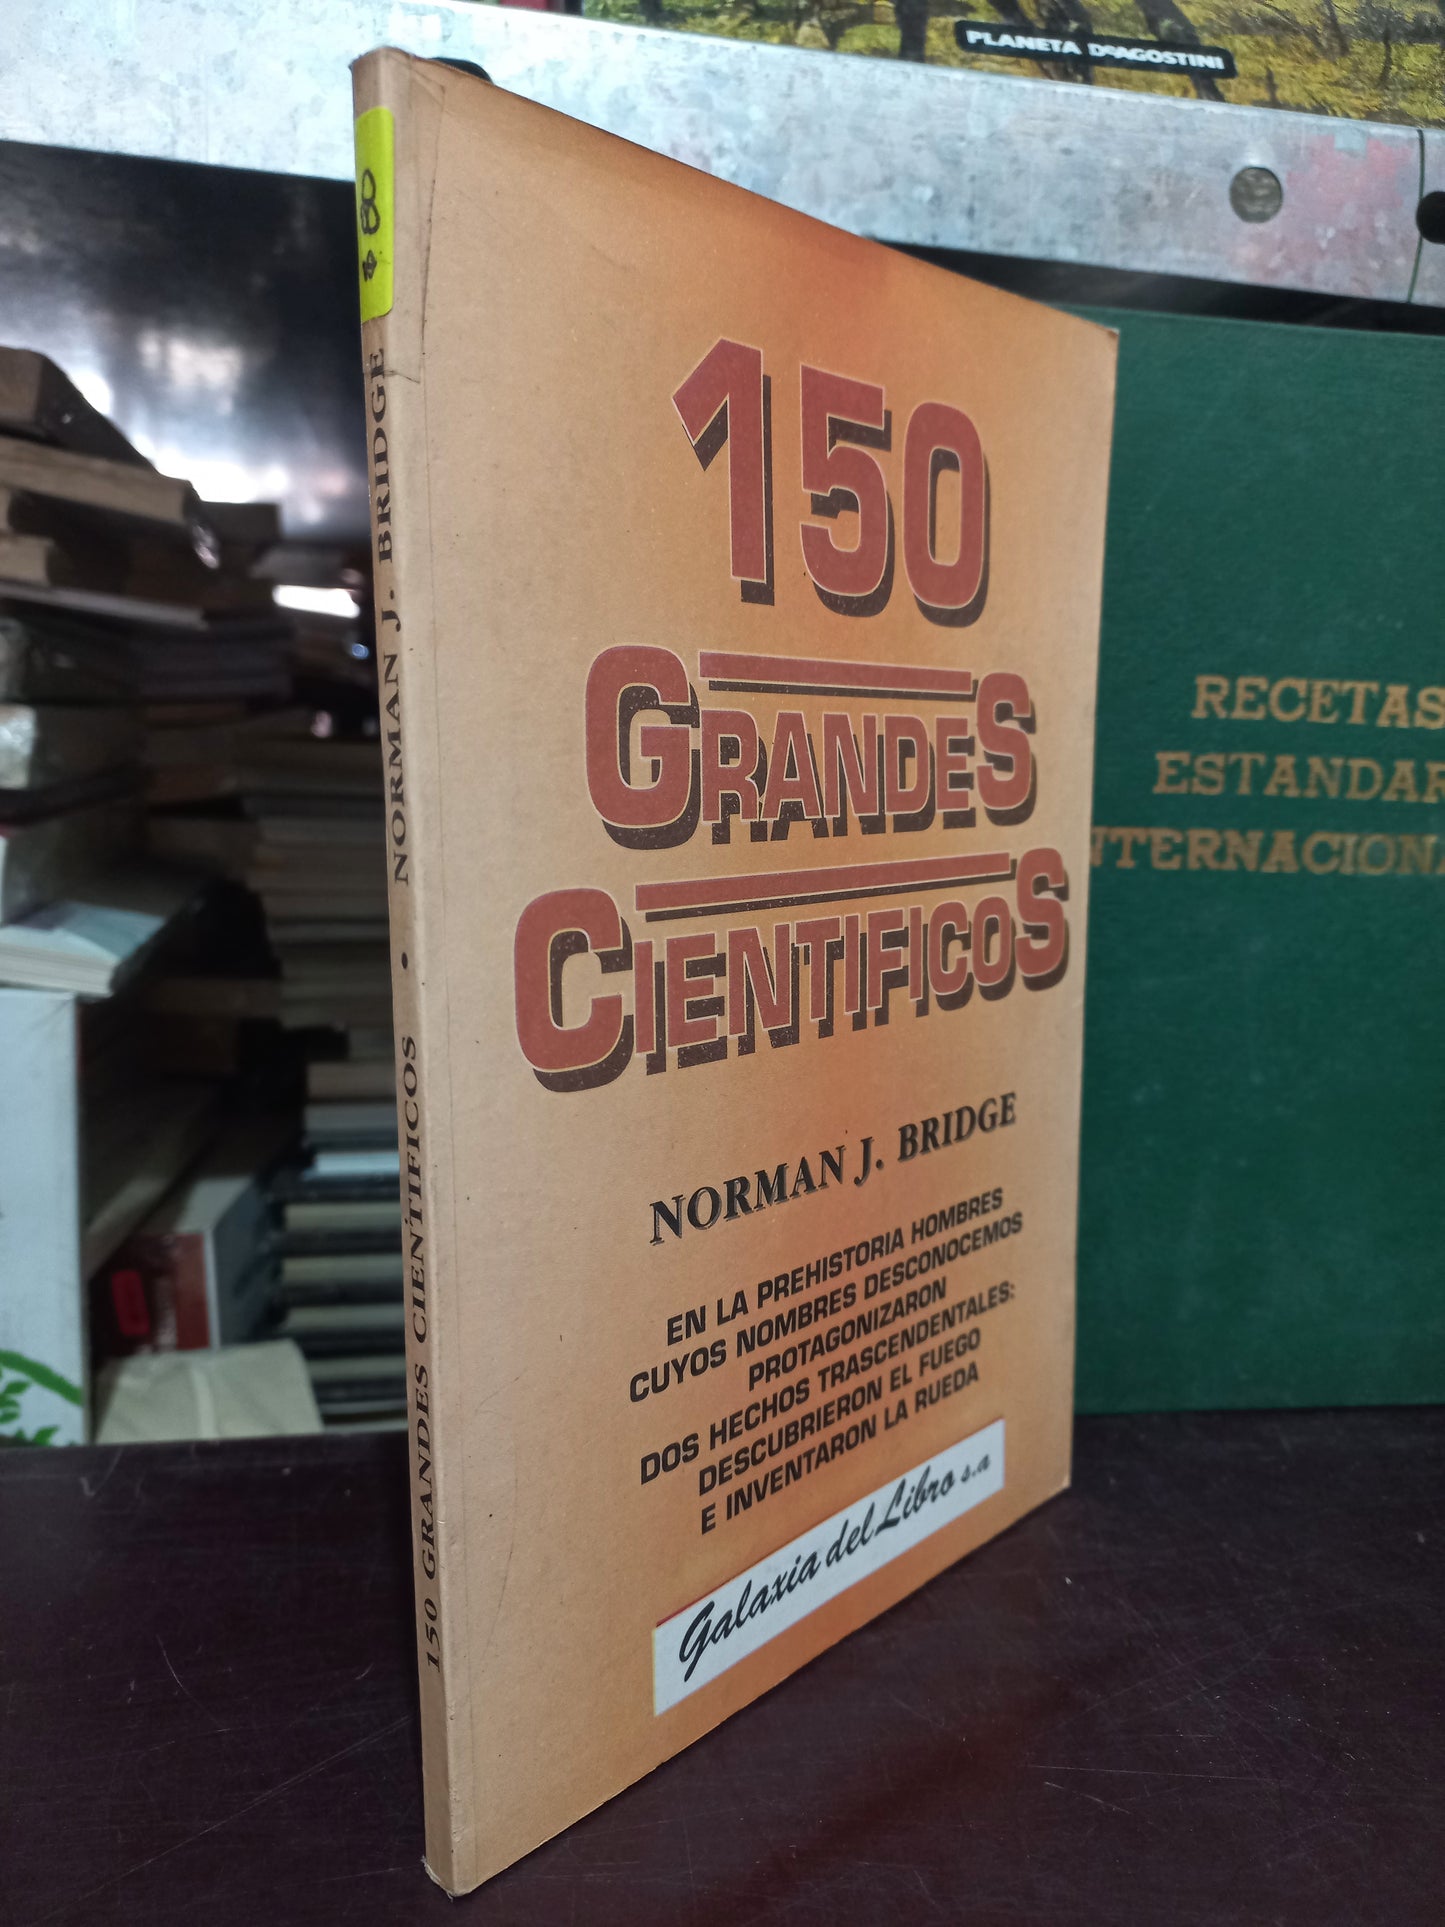 PLANETA DEAGOSTINI
150
GRANDES
CIENTIFICOS
NORMAN J. BRIDGE
EN LA PREHISTORIA HOMBRES
CUYOS NOMBRES DESCONOCEMOS
PROTAGONIZARON
DOS HECHOS TRASCENDENTALES:
DESCUBRIERON EL FUEGO
E INVENTARON LA RUEDA
Galaxia del Libro s.a
150 GRANDES CIENTIFICOS • NORMAN J. BRIDGE
RECETAS
ESTANDAR
NTERNACIONA